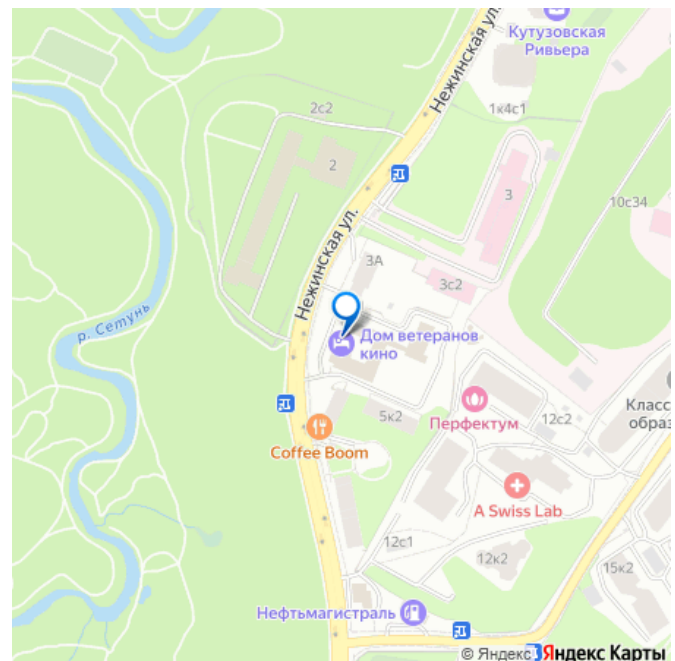 Кутузовская
Ривьера
Нежинская ул.
1к4с1
2с2
2
3
10с34
Нежинская ул.
3А
3с2
р. Сетунь
Дом ветеранов
кино
5к2
Перфектум
12с2
Класс
образ
Coffee Boom
A Swiss Lab
12с1
12к2
15к2
Нефтьмагистраль
© Яндекс
Яндекс Карты